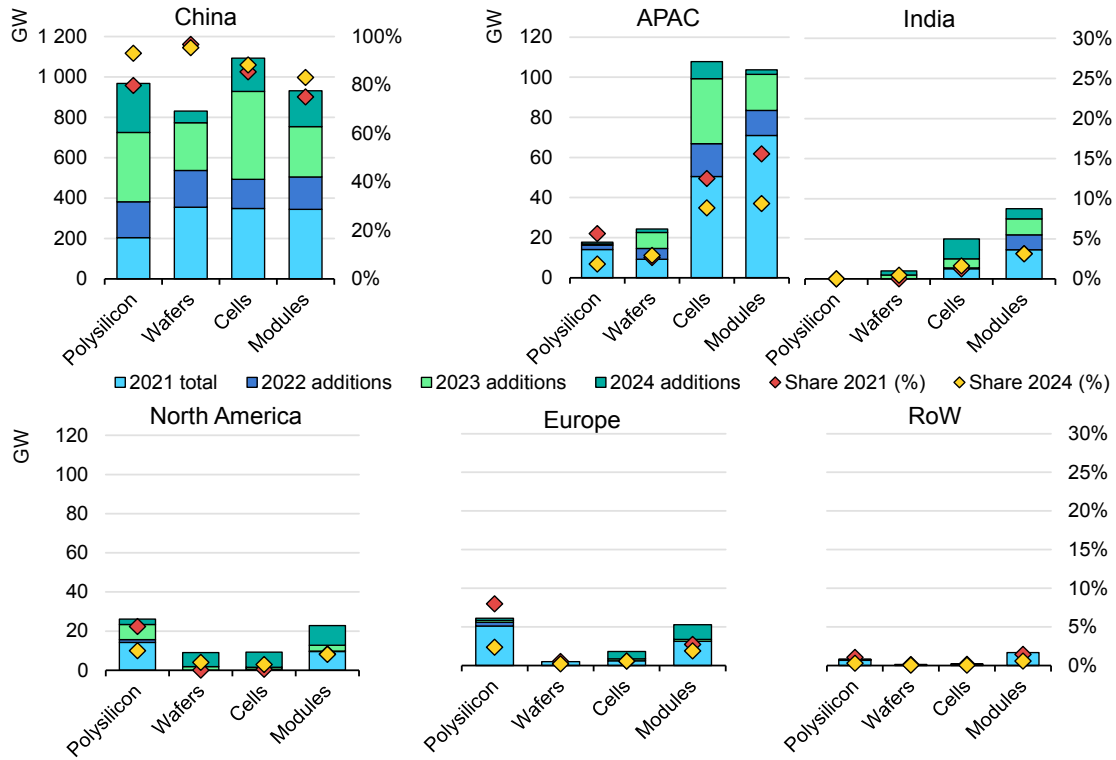 China
GW
1 200
1 000
800
600
400
200
0
100%
80%
60%
40%
20%
0%
Polysilicon
Wafers
Cells
Modules
APAC
GW
120
100
80
60
40
20
0
Polysilicon
Wafers
Cells
Modules
India
30%
25%
20%
15%
10%
5%
0%
Polysilicon
Wafers
Cells
Modules
2021 total 2022 additions 2023 additions 2024 additions Share 2021 (%) Share 2024 (%)
North America
GW
120
100
80
60
40
20
0
Polysilicon
Wafers
Cells
Modules
Europe
Polysilicon
Wafers
Cells
Modules
RoW
30%
25%
20%
15%
10%
5%
0%
Polysilicon
Wafers
Cells
Modules